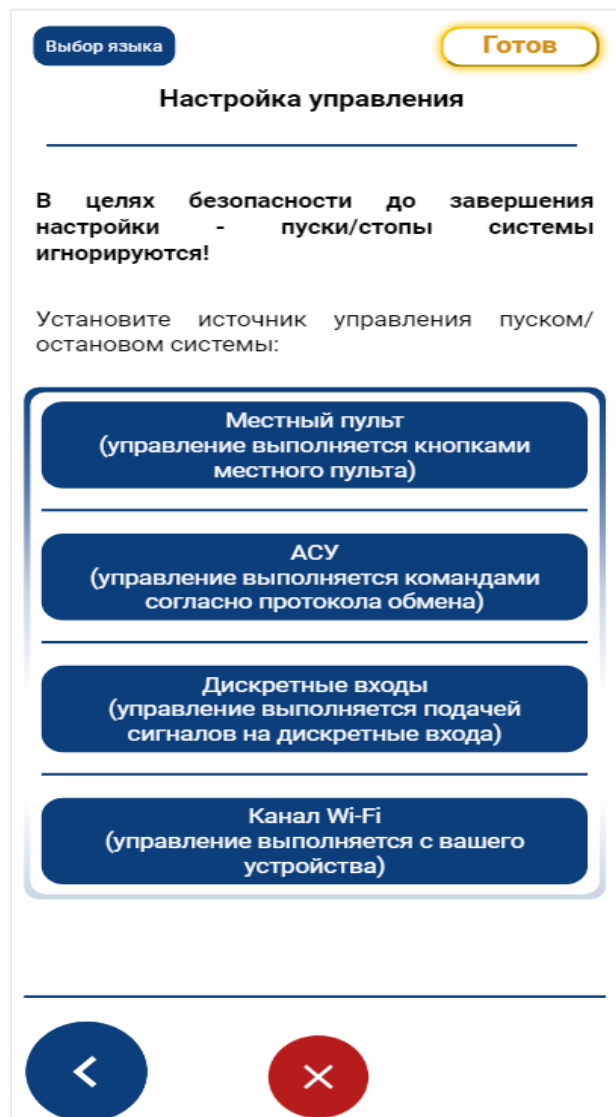 Выбор языка
Готов
Настройка управления
В целях безопасности до завершения
настройки - пуски/стопы системы
игнорируются!
Установите источник управления пуском/
остановом системы:
Местный пульт
(управление выполняется кнопками
местного пульта)
АСУ
(управление выполняется командами
согласно протокола обмена)
Дискретные входы
(управление выполняется подачей
сигналов на дискретные входа)
Канал Wi-Fi
(управление выполняется с вашего
устройства)